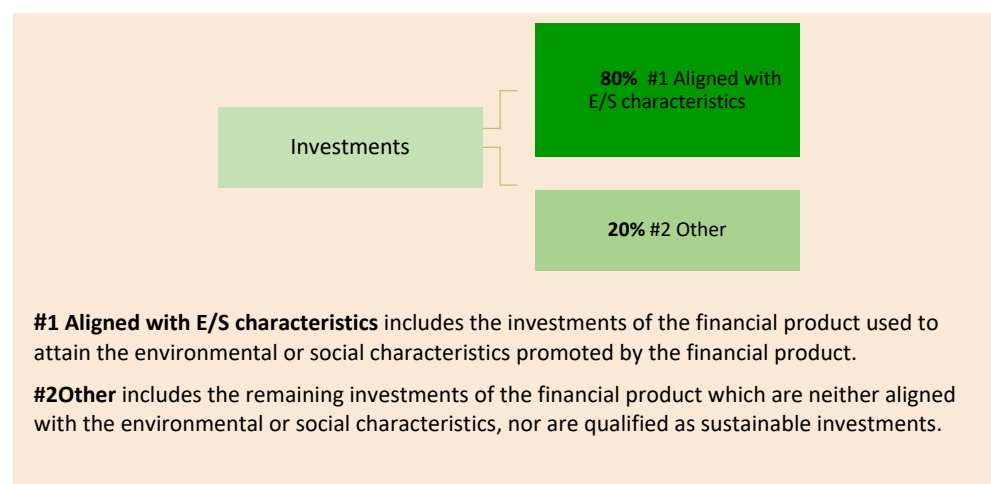 80% #1 Aligned with
E/S characteristics
Investments
20% #2 Other
#1 Aligned with E/S characteristics includes the investments of the financial product used to
attain the environmental or social characteristics promoted by the financial product.
#2Other includes the remaining investments of the financial product which are neither aligned
with the environmental or social characteristics, nor are qualified as sustainable investments.